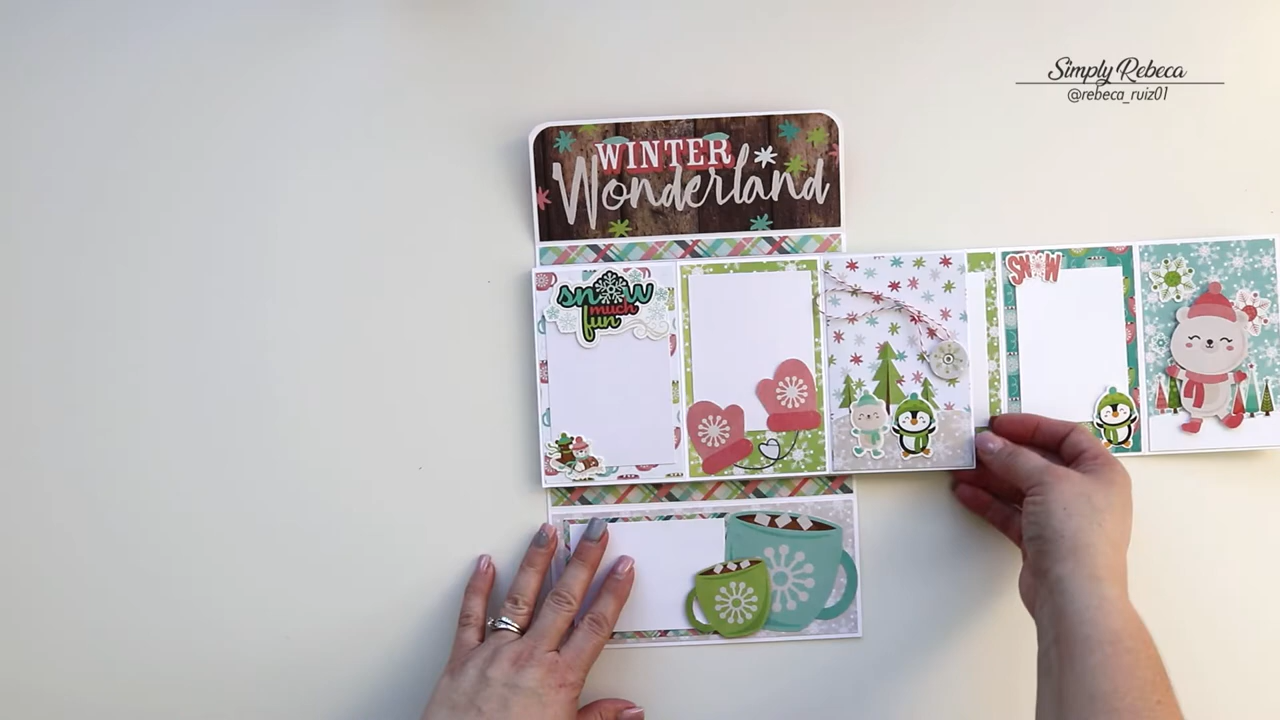 Simply Rebeca
@rebeca_ruiz01
WINTER
Wonderland
snow
much
fun
SNOW